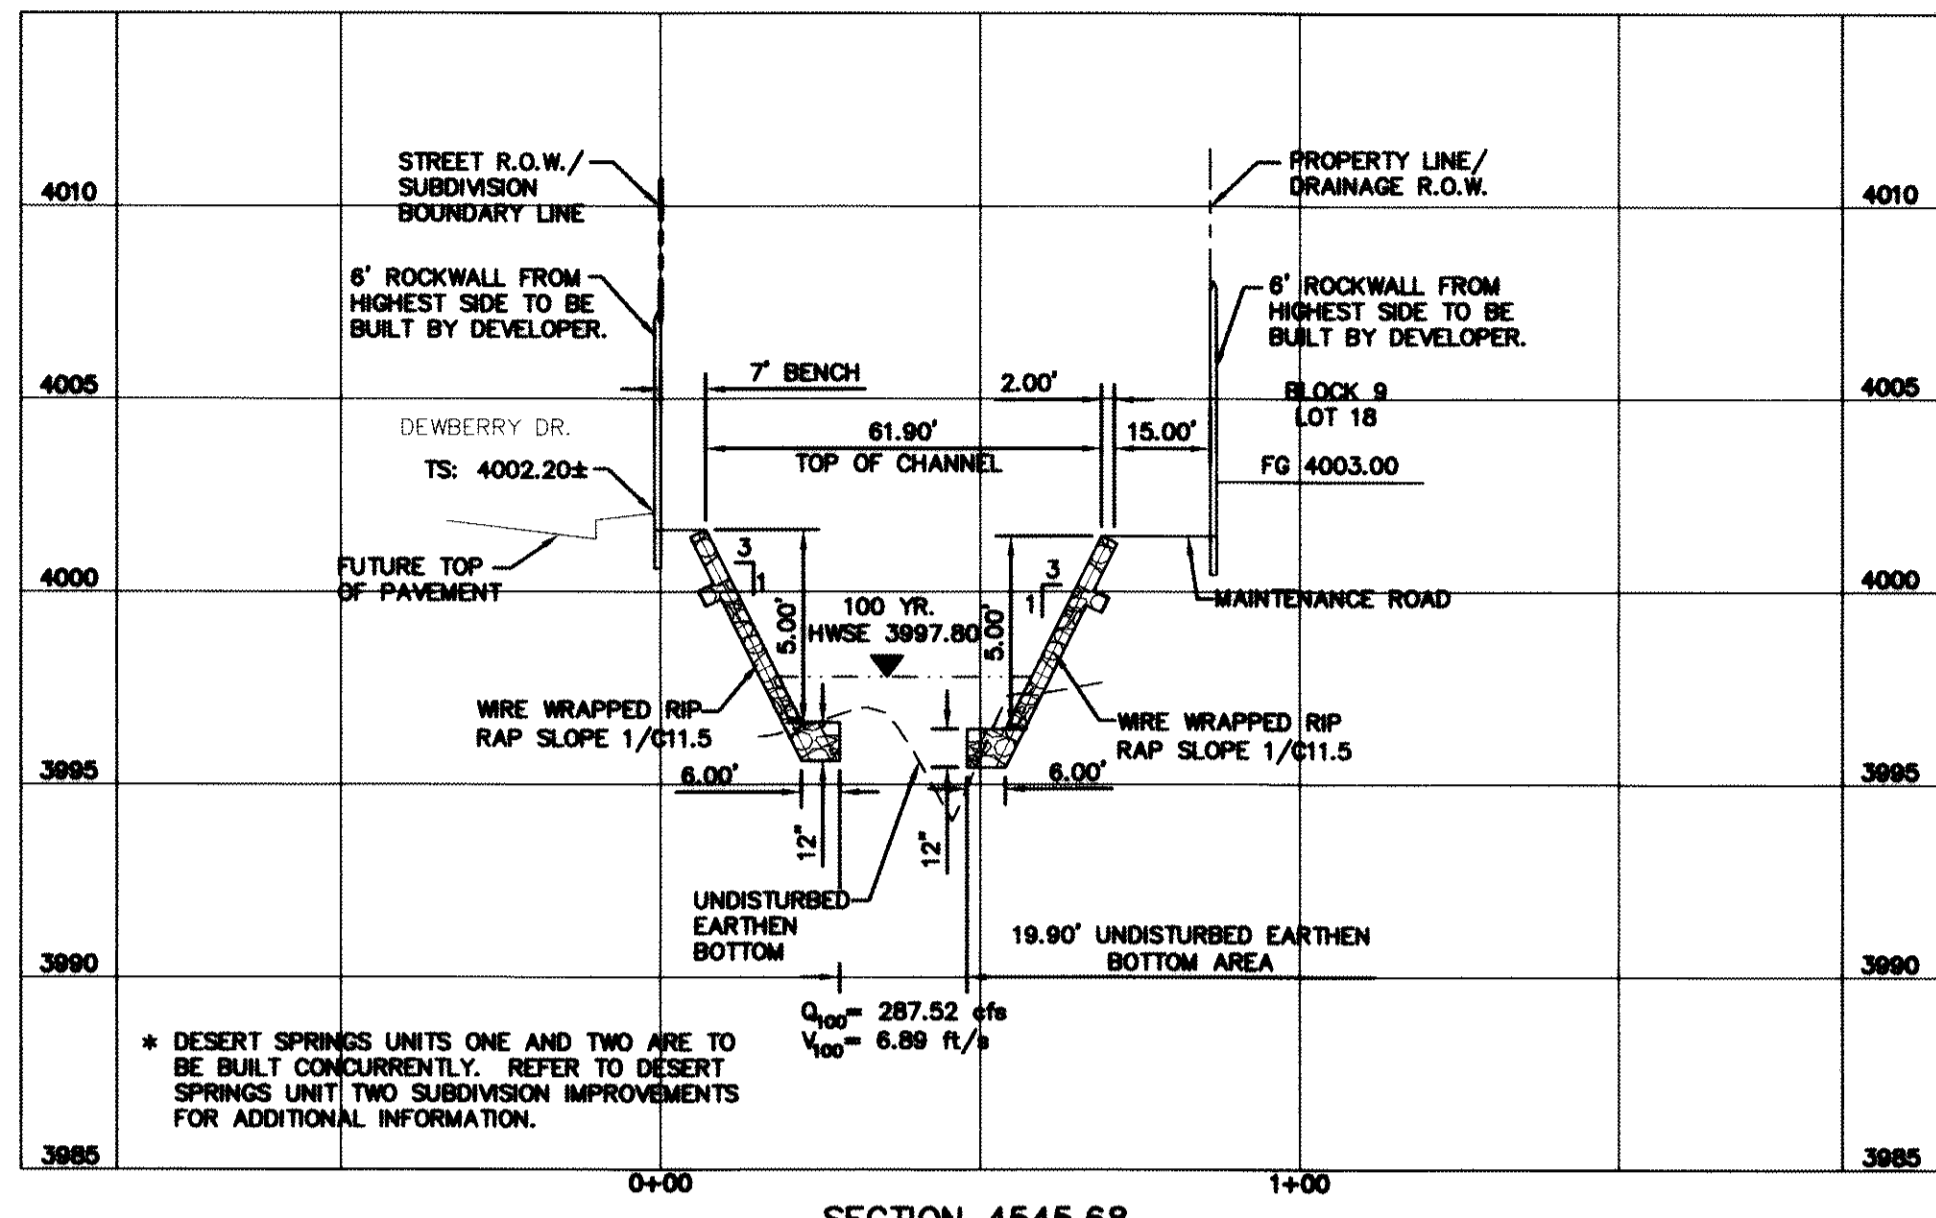 STREET R.O.W./
SUBDIVISION
BOUNDARY LINE
PROPERTY LINE/
DRAINAGE R.O.W.
4010
4010
6' ROCKWALL FROM
HIGHEST SIDE TO BE
BUILT BY DEVELOPER.
6' ROCKWALL FROM
HIGHEST SIDE TO BE
BUILT BY DEVELOPER.
7' BENCH
2.00'
4005
4005
BLOCK 9
LOT 18
DEWBERRY DR.
61.90'
TOP OF CHANNEL
15.00'
TS: 4002.20±
FG 4003.00
FUTURE TOP
OF PAVEMENT
3
1
3
1
4000
4000
5.00'
100 YR.
HWSE 3997.80
5.00'
MAINTENANCE ROAD
WIRE WRAPPED RIP
RAP SLOPE 1/C11.5
WIRE WRAPPED RIP
RAP SLOPE 1/C11.5
3995
3995
6.00'
6.00'
12"
12"
UNDISTURBED
EARTHEN
BOTTOM
19.90' UNDISTURBED EARTHEN
BOTTOM AREA
3990
3990
Q100= 287.52 cfs
V100= 6.89 ft/s
* DESERT SPRINGS UNITS ONE AND TWO ARE TO
BE BUILT CONCURRENTLY. REFER TO DESERT
SPRINGS UNIT TWO SUBDIVISION IMPROVEMENTS
FOR ADDITIONAL INFORMATION.
3985
3985
0+00
1+00
SECTION 4545.68